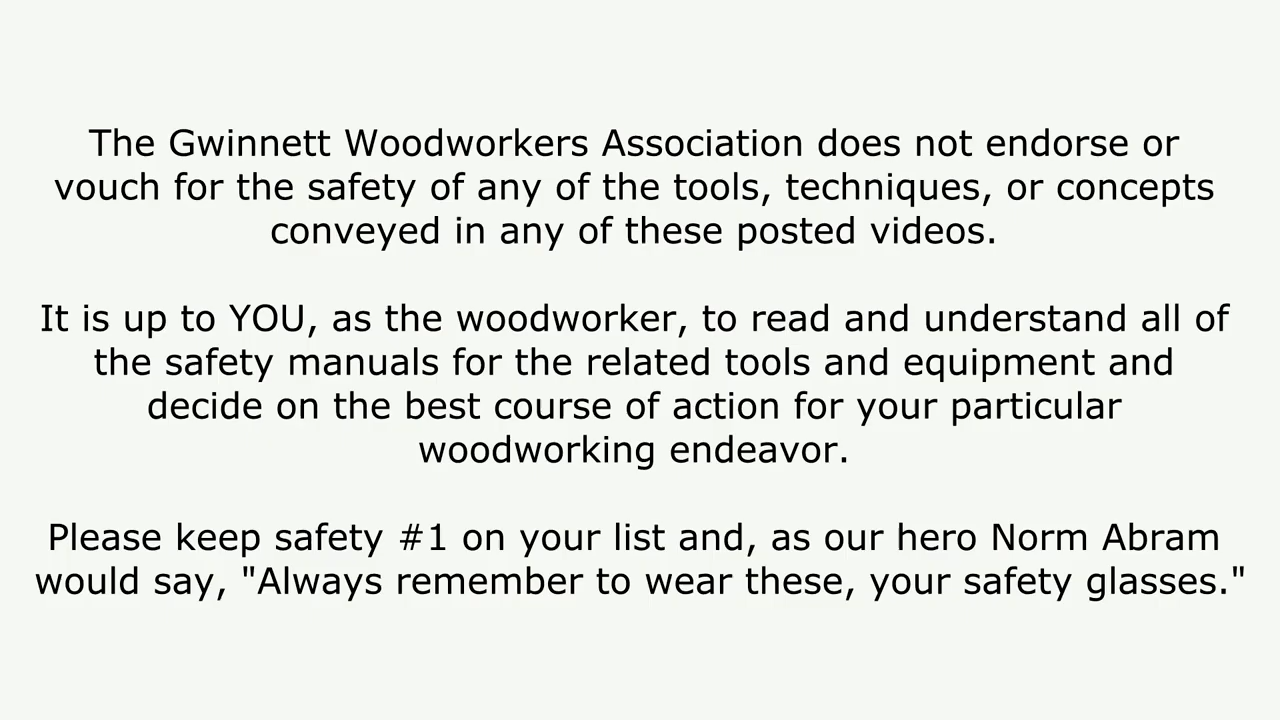 The Gwinnett Woodworkers Association does not endorse or
vouch for the safety of any of the tools, techniques, or concepts
conveyed in any of these posted videos.
It is up to YOU, as the woodworker, to read and understand all of
the safety manuals for the related tools and equipment and
decide on the best course of action for your particular
woodworking endeavor.
Please keep safety #1 on your list and, as our hero Norm Abram
would say, "Always remember to wear these, your safety glasses."